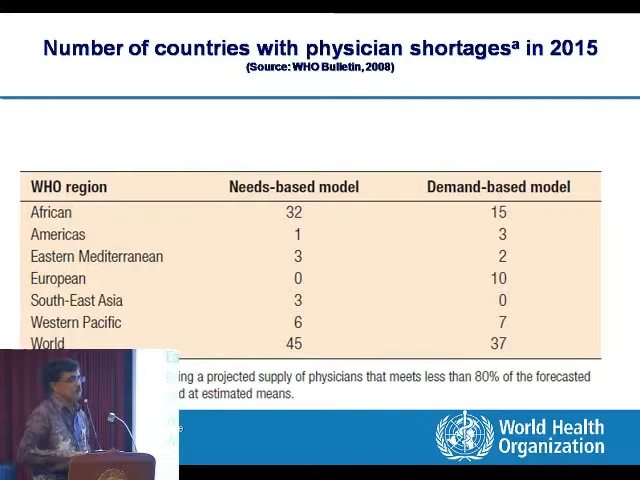 Number of countries with physician shortagesᵃ in 2015
(Source: WHO Bulletin, 2008)
WHO region Needs-based model Demand-based model
African 32 15
Americas 1 3
Eastern Mediterranean 3 2
European 0 10
South-East Asia 3 0
Western Pacific 6 7
World 45 37
a projected supply of physicians that meets less than 80% of the forecasted
at estimated means.
World Health
Organization